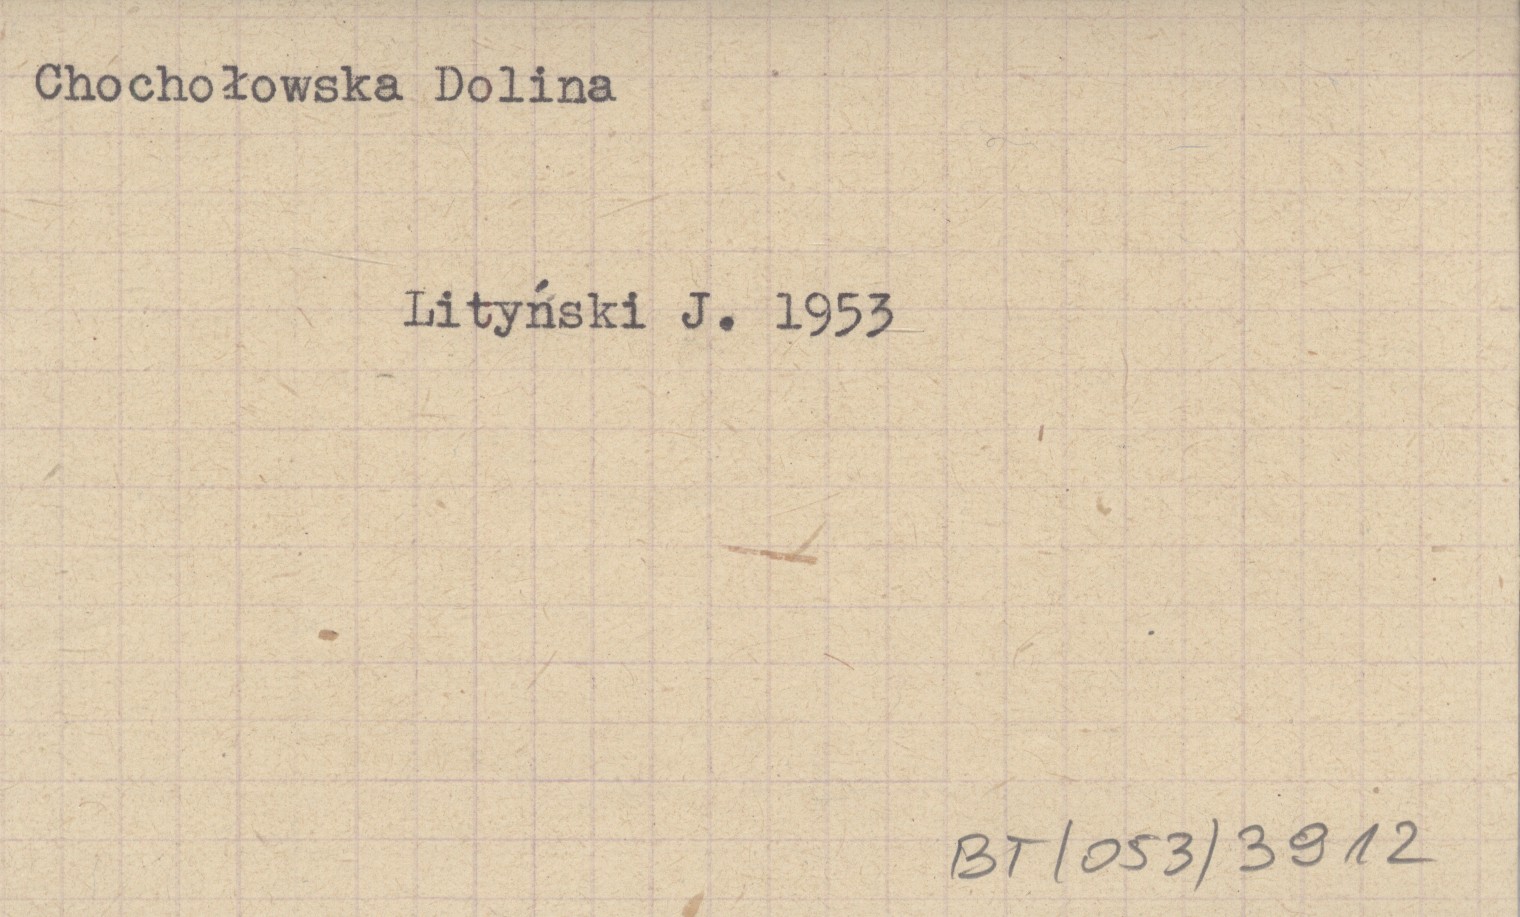 Chochołowska Dolina
Lityński J. 1953
BT/053/3912